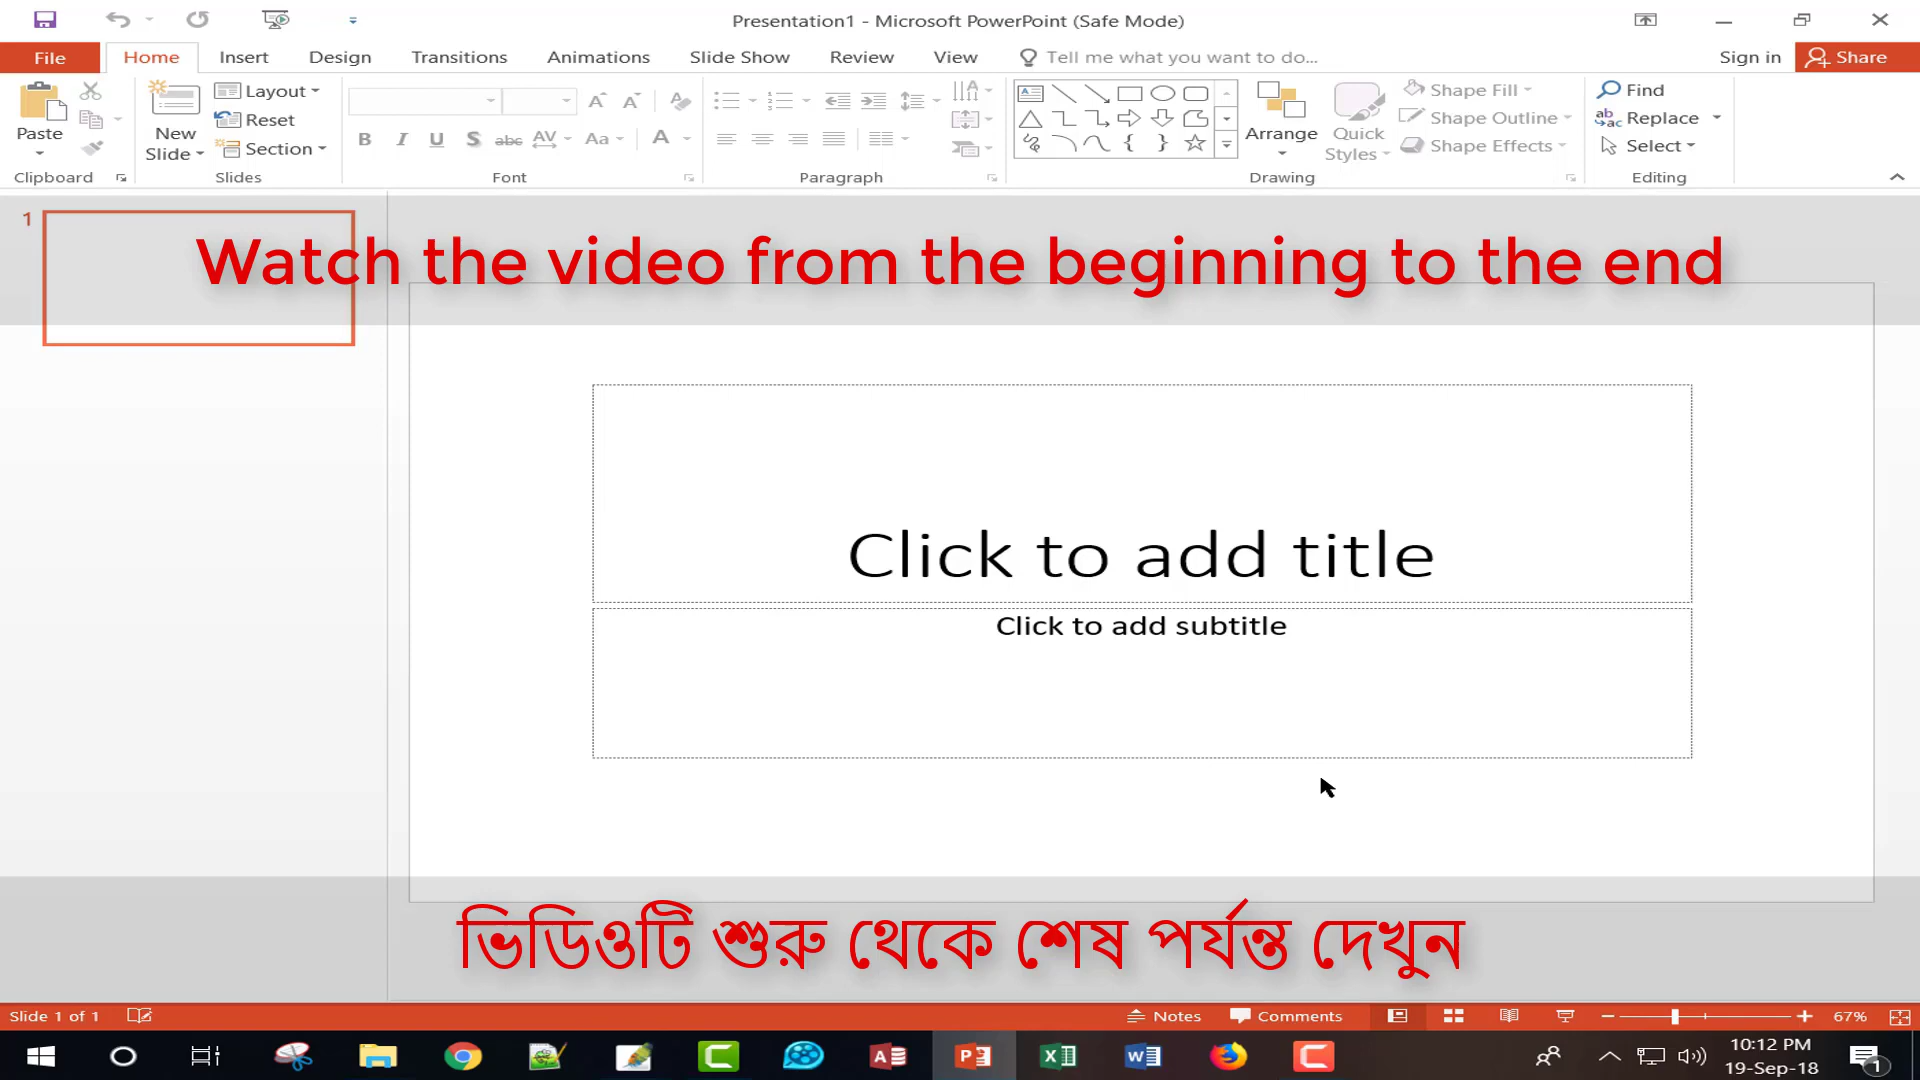 Presentation1 - Microsoft PowerPoint (Safe Mode)
File Home Insert Design Transitions Animations Slide Show Review View Tell me what you want to do... Sign in Share
Paste
New Slide
Layout
Reset
Section
B I U S abc AV Aa A
Arrange
Quick Styles
Shape Fill
Shape Outline
Shape Effects
Find
Replace
Select
Clipboard Slides Font Paragraph Drawing Editing
1
Watch the video from the beginning to the end
Click to add title
Click to add subtitle
ভিডিওটি শুরু থেকে শেষ পর্যন্ত দেখুন
Slide 1 of 1 Notes Comments 67%
10:12 PM
19-Sep-18
1